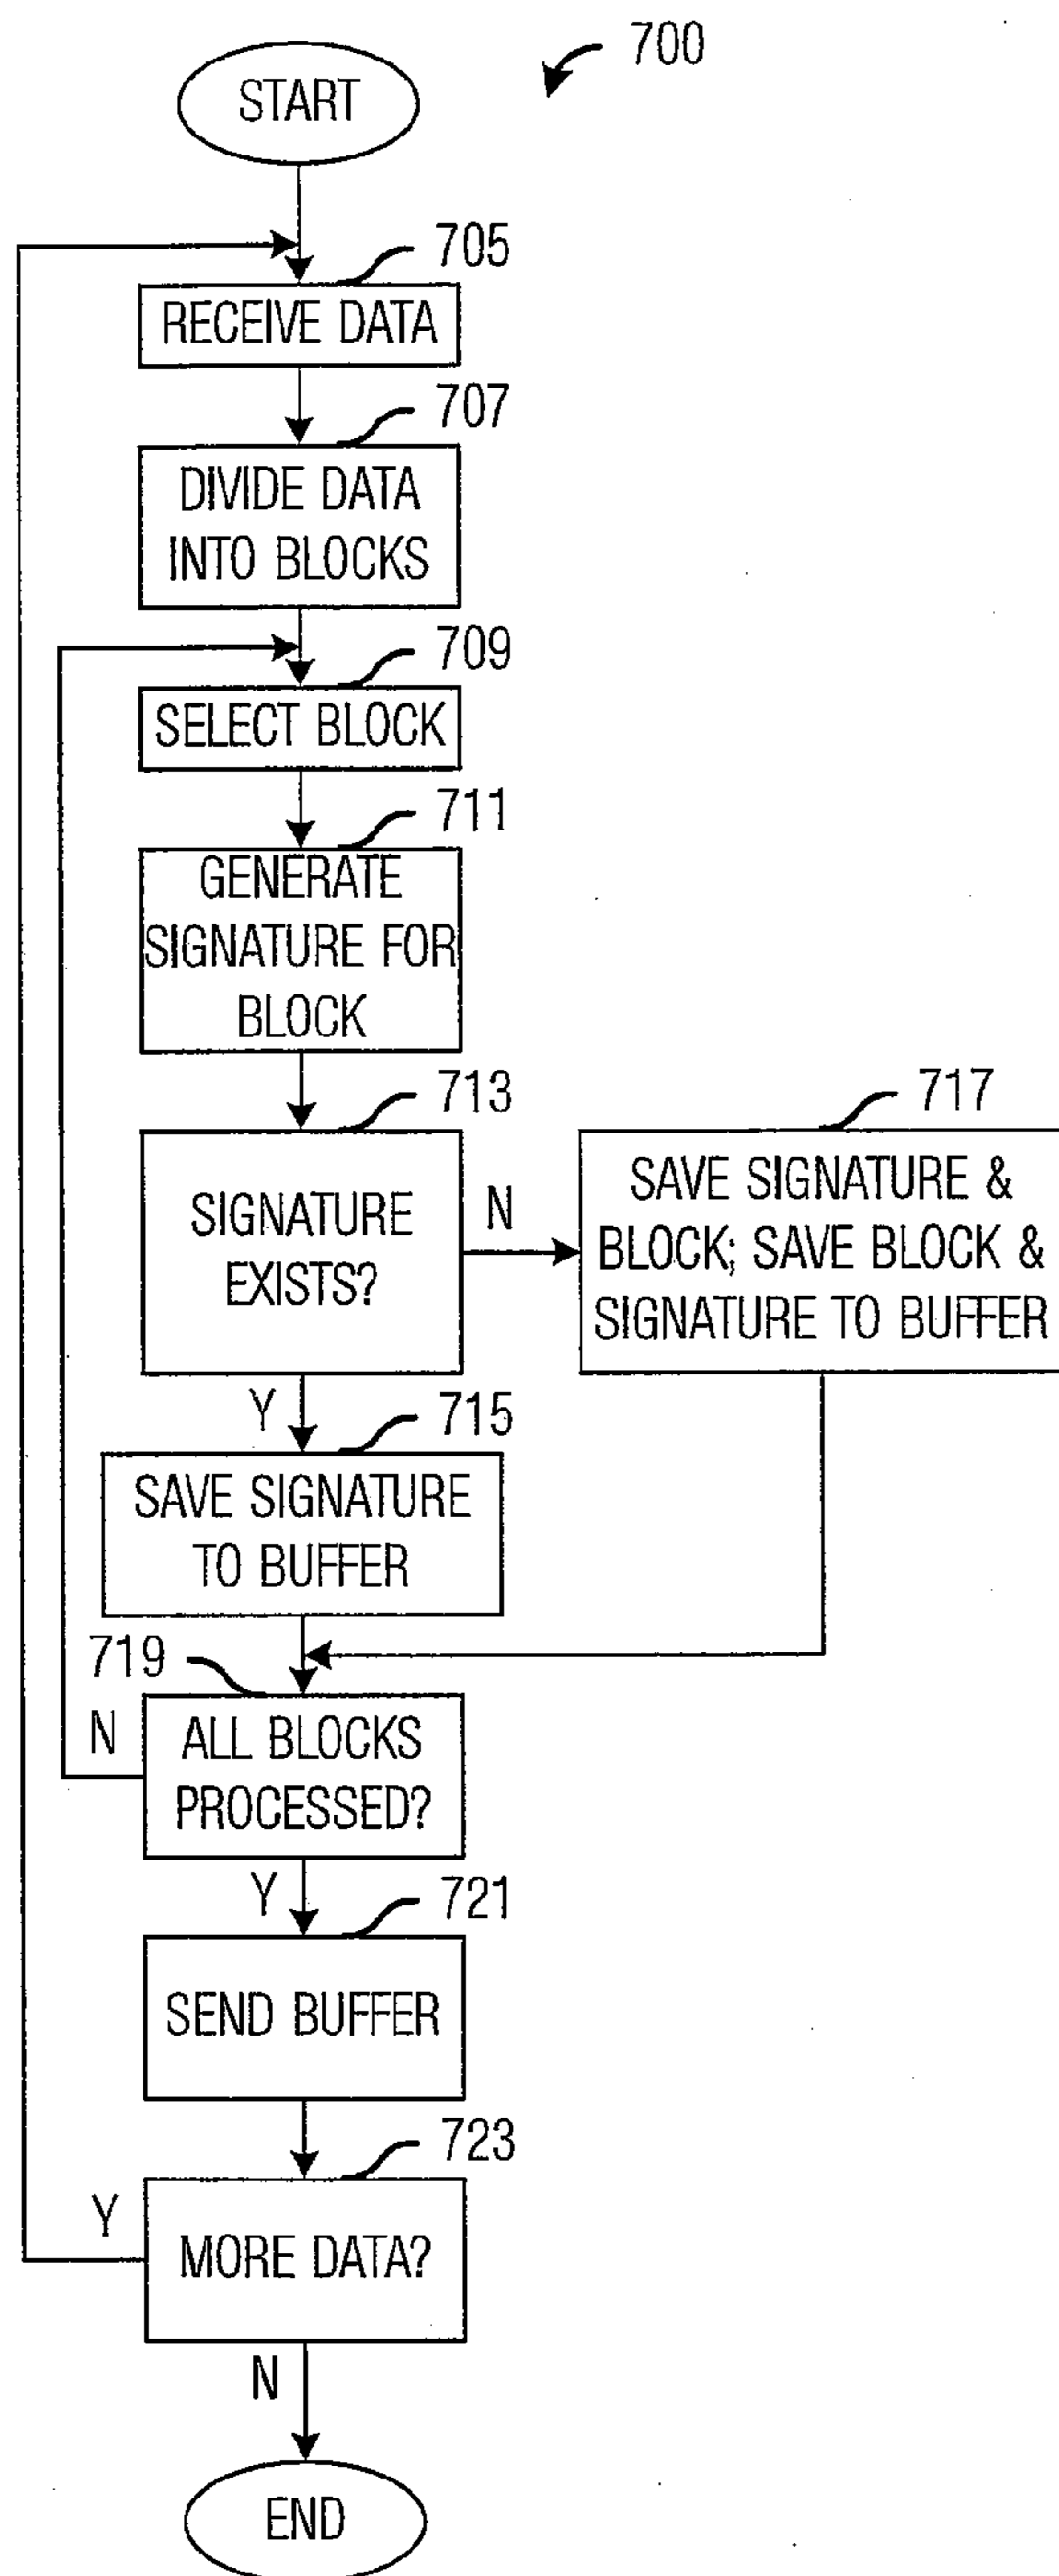 700
START
705
RECEIVE DATA
707
DIVIDE DATA
INTO BLOCKS
709
SELECT BLOCK
711
GENERATE
SIGNATURE FOR
BLOCK
713
SIGNATURE
EXISTS?
N
717
SAVE SIGNATURE &
BLOCK; SAVE BLOCK &
SIGNATURE TO BUFFER
Y
715
SAVE SIGNATURE
TO BUFFER
719
N
ALL BLOCKS
PROCESSED?
Y
721
SEND BUFFER
723
Y
MORE DATA?
N
END